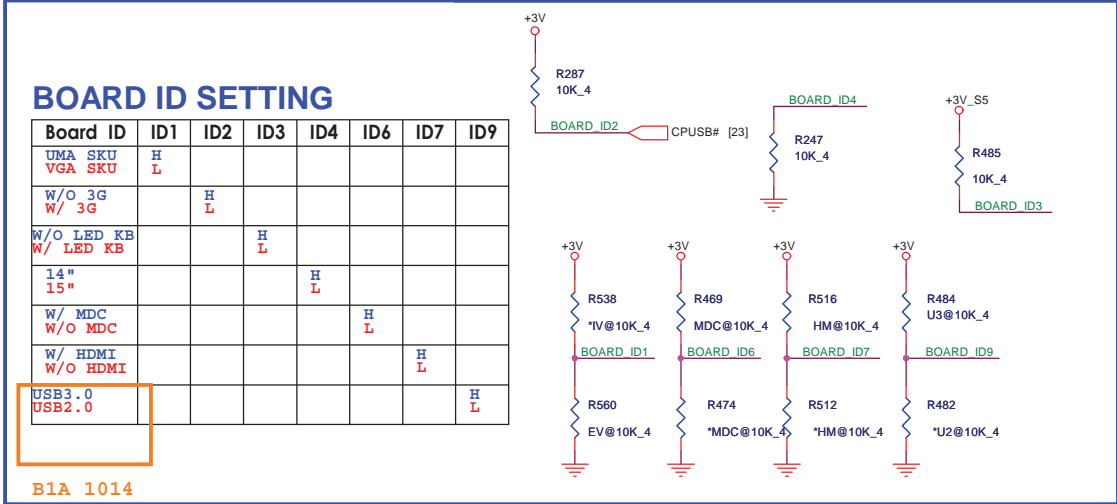 BOARD ID SETTING
Board ID ID1 ID2 ID3 ID4 ID6 ID7 ID9
UMA SKU H
VGA SKU L
W/O 3G H
W/ 3G L
W/O LED KB H
W/ LED KB L
14" H
15" L
W/ MDC H
W/O MDC L
W/ HDMI H
W/O HDMI L
USB3.0 H
USB2.0 L
B1A 1014
+3V
R287
10K_4
BOARD_ID2
CPUSB# [23]
BOARD_ID4
R247
10K_4
+3V_S5
R485
10K_4
BOARD_ID3
+3V
R538
*IV@10K_4
BOARD_ID1
R560
EV@10K_4
+3V
R469
MDC@10K_4
BOARD_ID6
R474
*MDC@10K_4
+3V
R516
HM@10K_4
BOARD_ID7
R512
*HM@10K_4
+3V
R484
U3@10K_4
BOARD_ID9
R482
*U2@10K_4